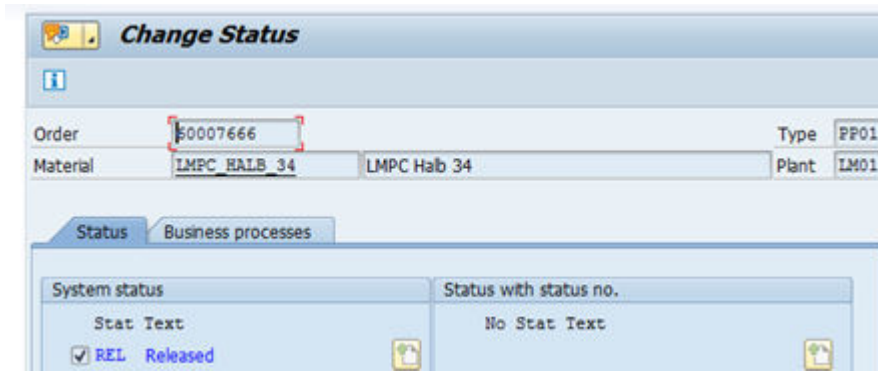 Change Status
Order 60007666 Type PP01
Material LMPC_HALB_34 LMPC Halb 34 Plant LM01
Status Business processes
System status Status with status no.
Stat Text No Stat Text
REL Released